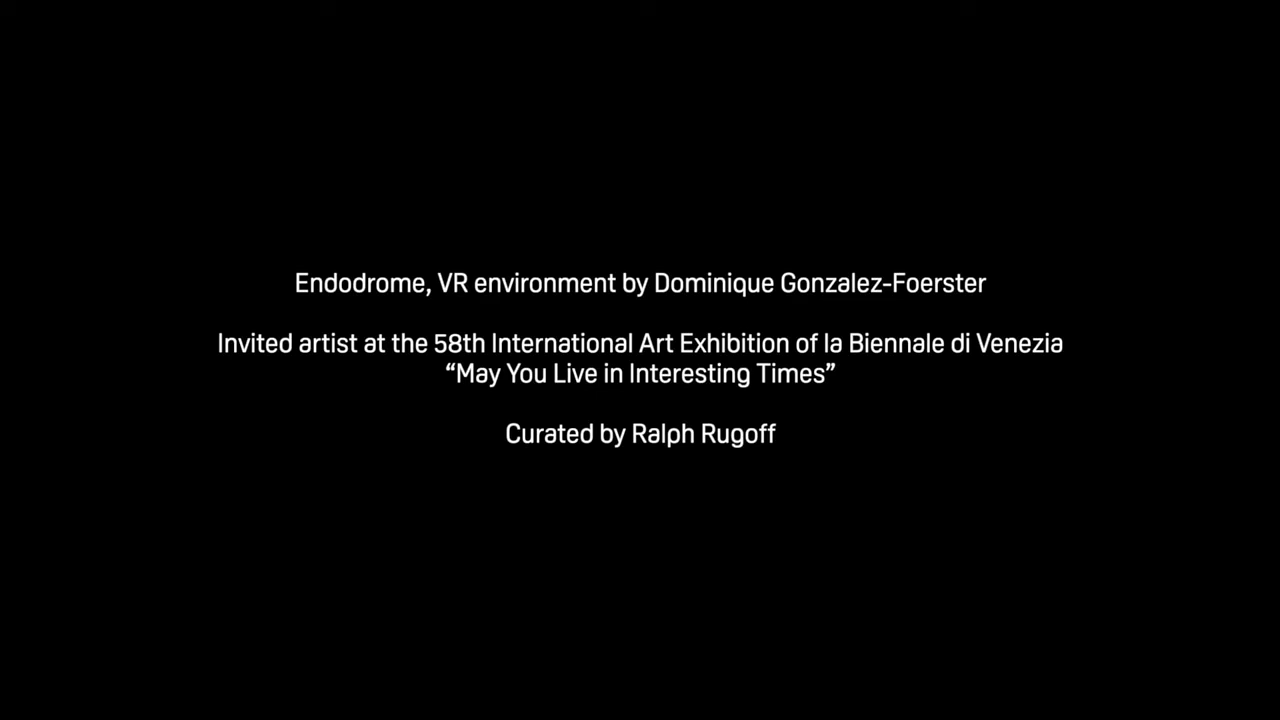 Endodrome, VR environment by Dominique Gonzalez-Foerster
Invited artist at the 58th International Art Exhibition of la Biennale di Venezia
“May You Live in Interesting Times”
Curated by Ralph Rugoff